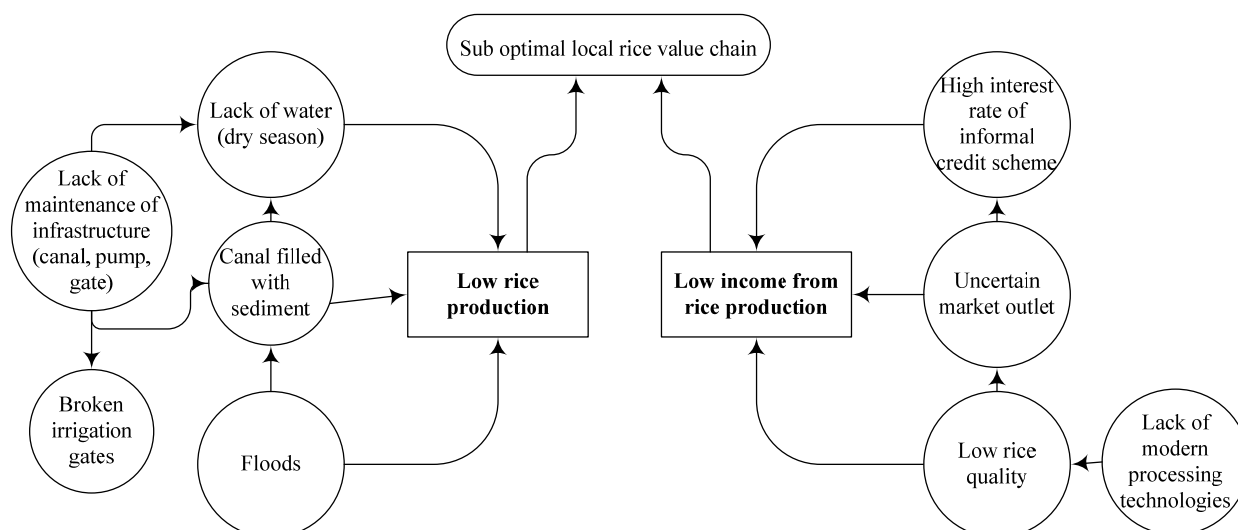 Sub optimal local rice value chain
Lack of water
(dry season)
High interest
rate of
informal
credit scheme
Lack of
maintenance of
infrastructure
(canal, pump,
gate)
Canal filled
with
sediment
Low rice
production
Low income from
rice production
Uncertain
market outlet
Broken
irrigation
gates
Floods
Low rice
quality
Lack of
modern
processing
technologies